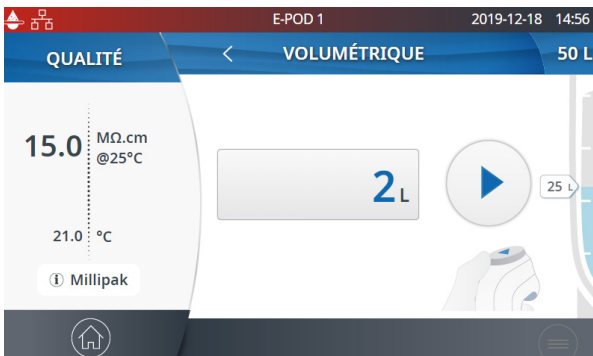 E-POD 1
2019-12-18 14:56
QUALITÉ
VOLUMÉTRIQUE
50 L
15.0 MΩ.cm
@25°C
2 L
25 L
21.0 °C
Millipak